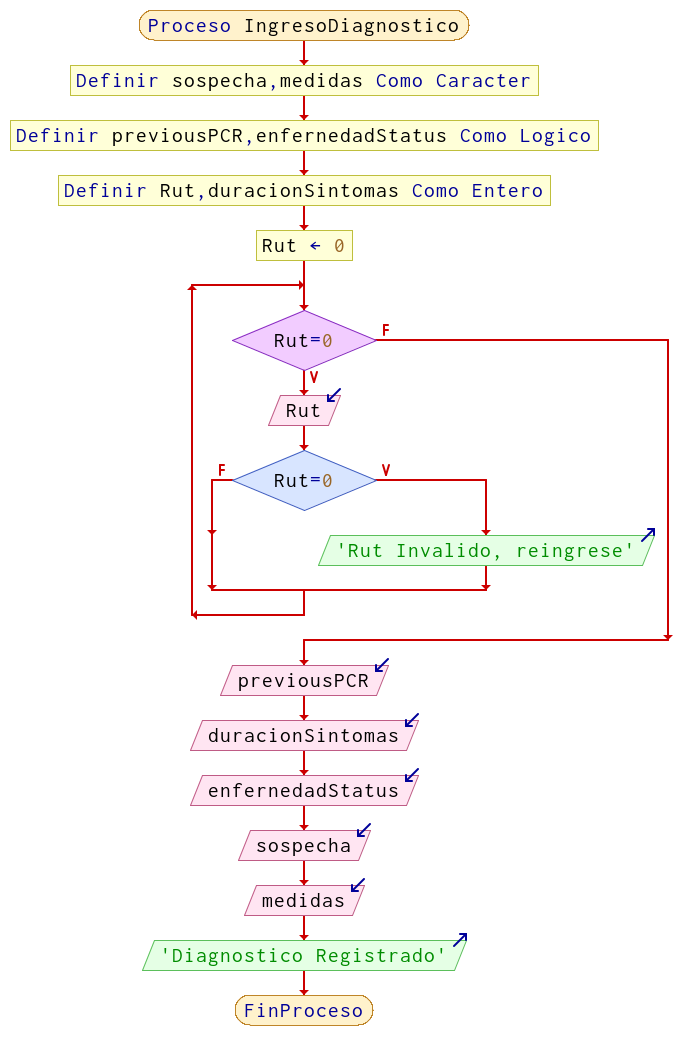 Proceso IngresoDiagnostico
Definir sospecha,medidas Como Caracter
Definir previousPCR,enfernedadStatus Como Logico
Definir Rut,duracionSintomas Como Entero
Rut ← 0
Rut=0
F
V
Rut
F
Rut=0
V
'Rut Invalido, reingrese'
previousPCR
duracionSintomas
enfernedadStatus
sospecha
medidas
'Diagnostico Registrado'
FinProceso